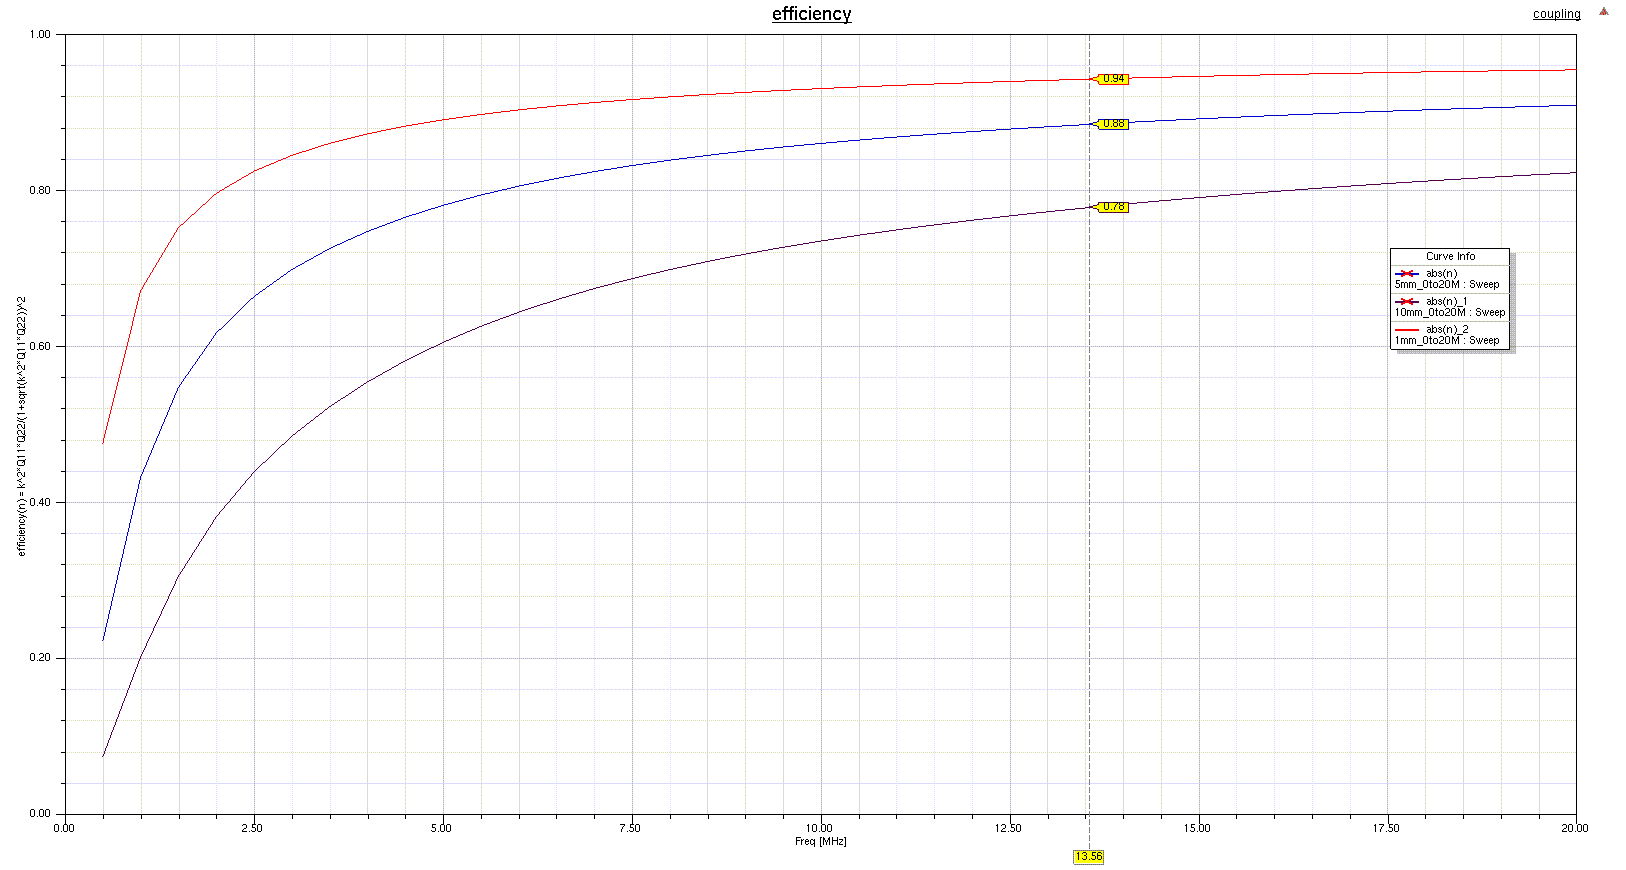 efficiency
coupling
1.00
0.80
0.60
0.40
0.20
0.00
efficiency(n) = k^2*Q11*Q22/(1+sqrt(k^2*Q11*Q22))^2
0.94
0.88
0.78
Curve Info
abs(n)
5mm_0to20M : Sweep
abs(n)_1
10mm_0to20M : Sweep
abs(n)_2
1mm_0to20M : Sweep
0.00 2.50 5.00 7.50 10.00 12.50 15.00 17.50 20.00
Freq [MHz]
13.56